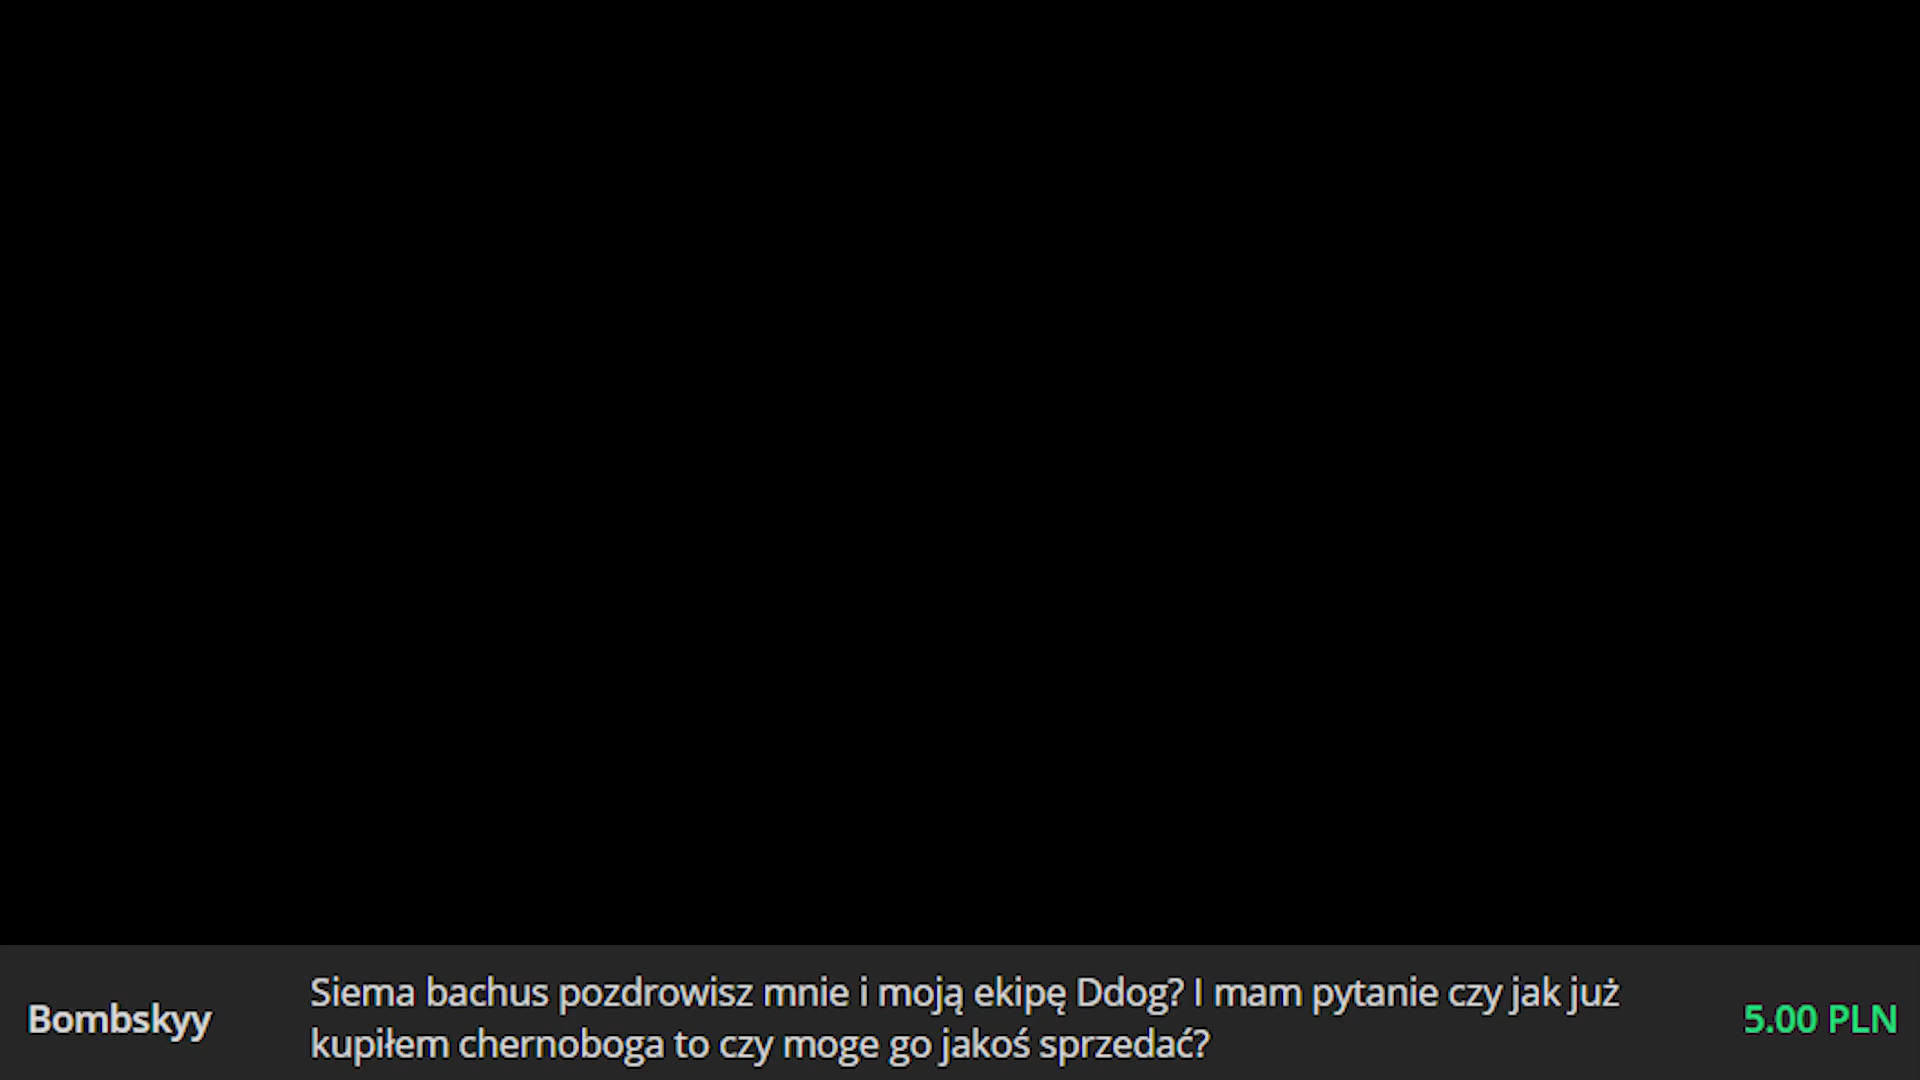 Bombskyy
Siema bachus pozdrowisz mnie i moją ekipę Ddog? I mam pytanie czy jak już
kupiłem chernoboga to czy moge go jakoś sprzedać?
5.00 PLN